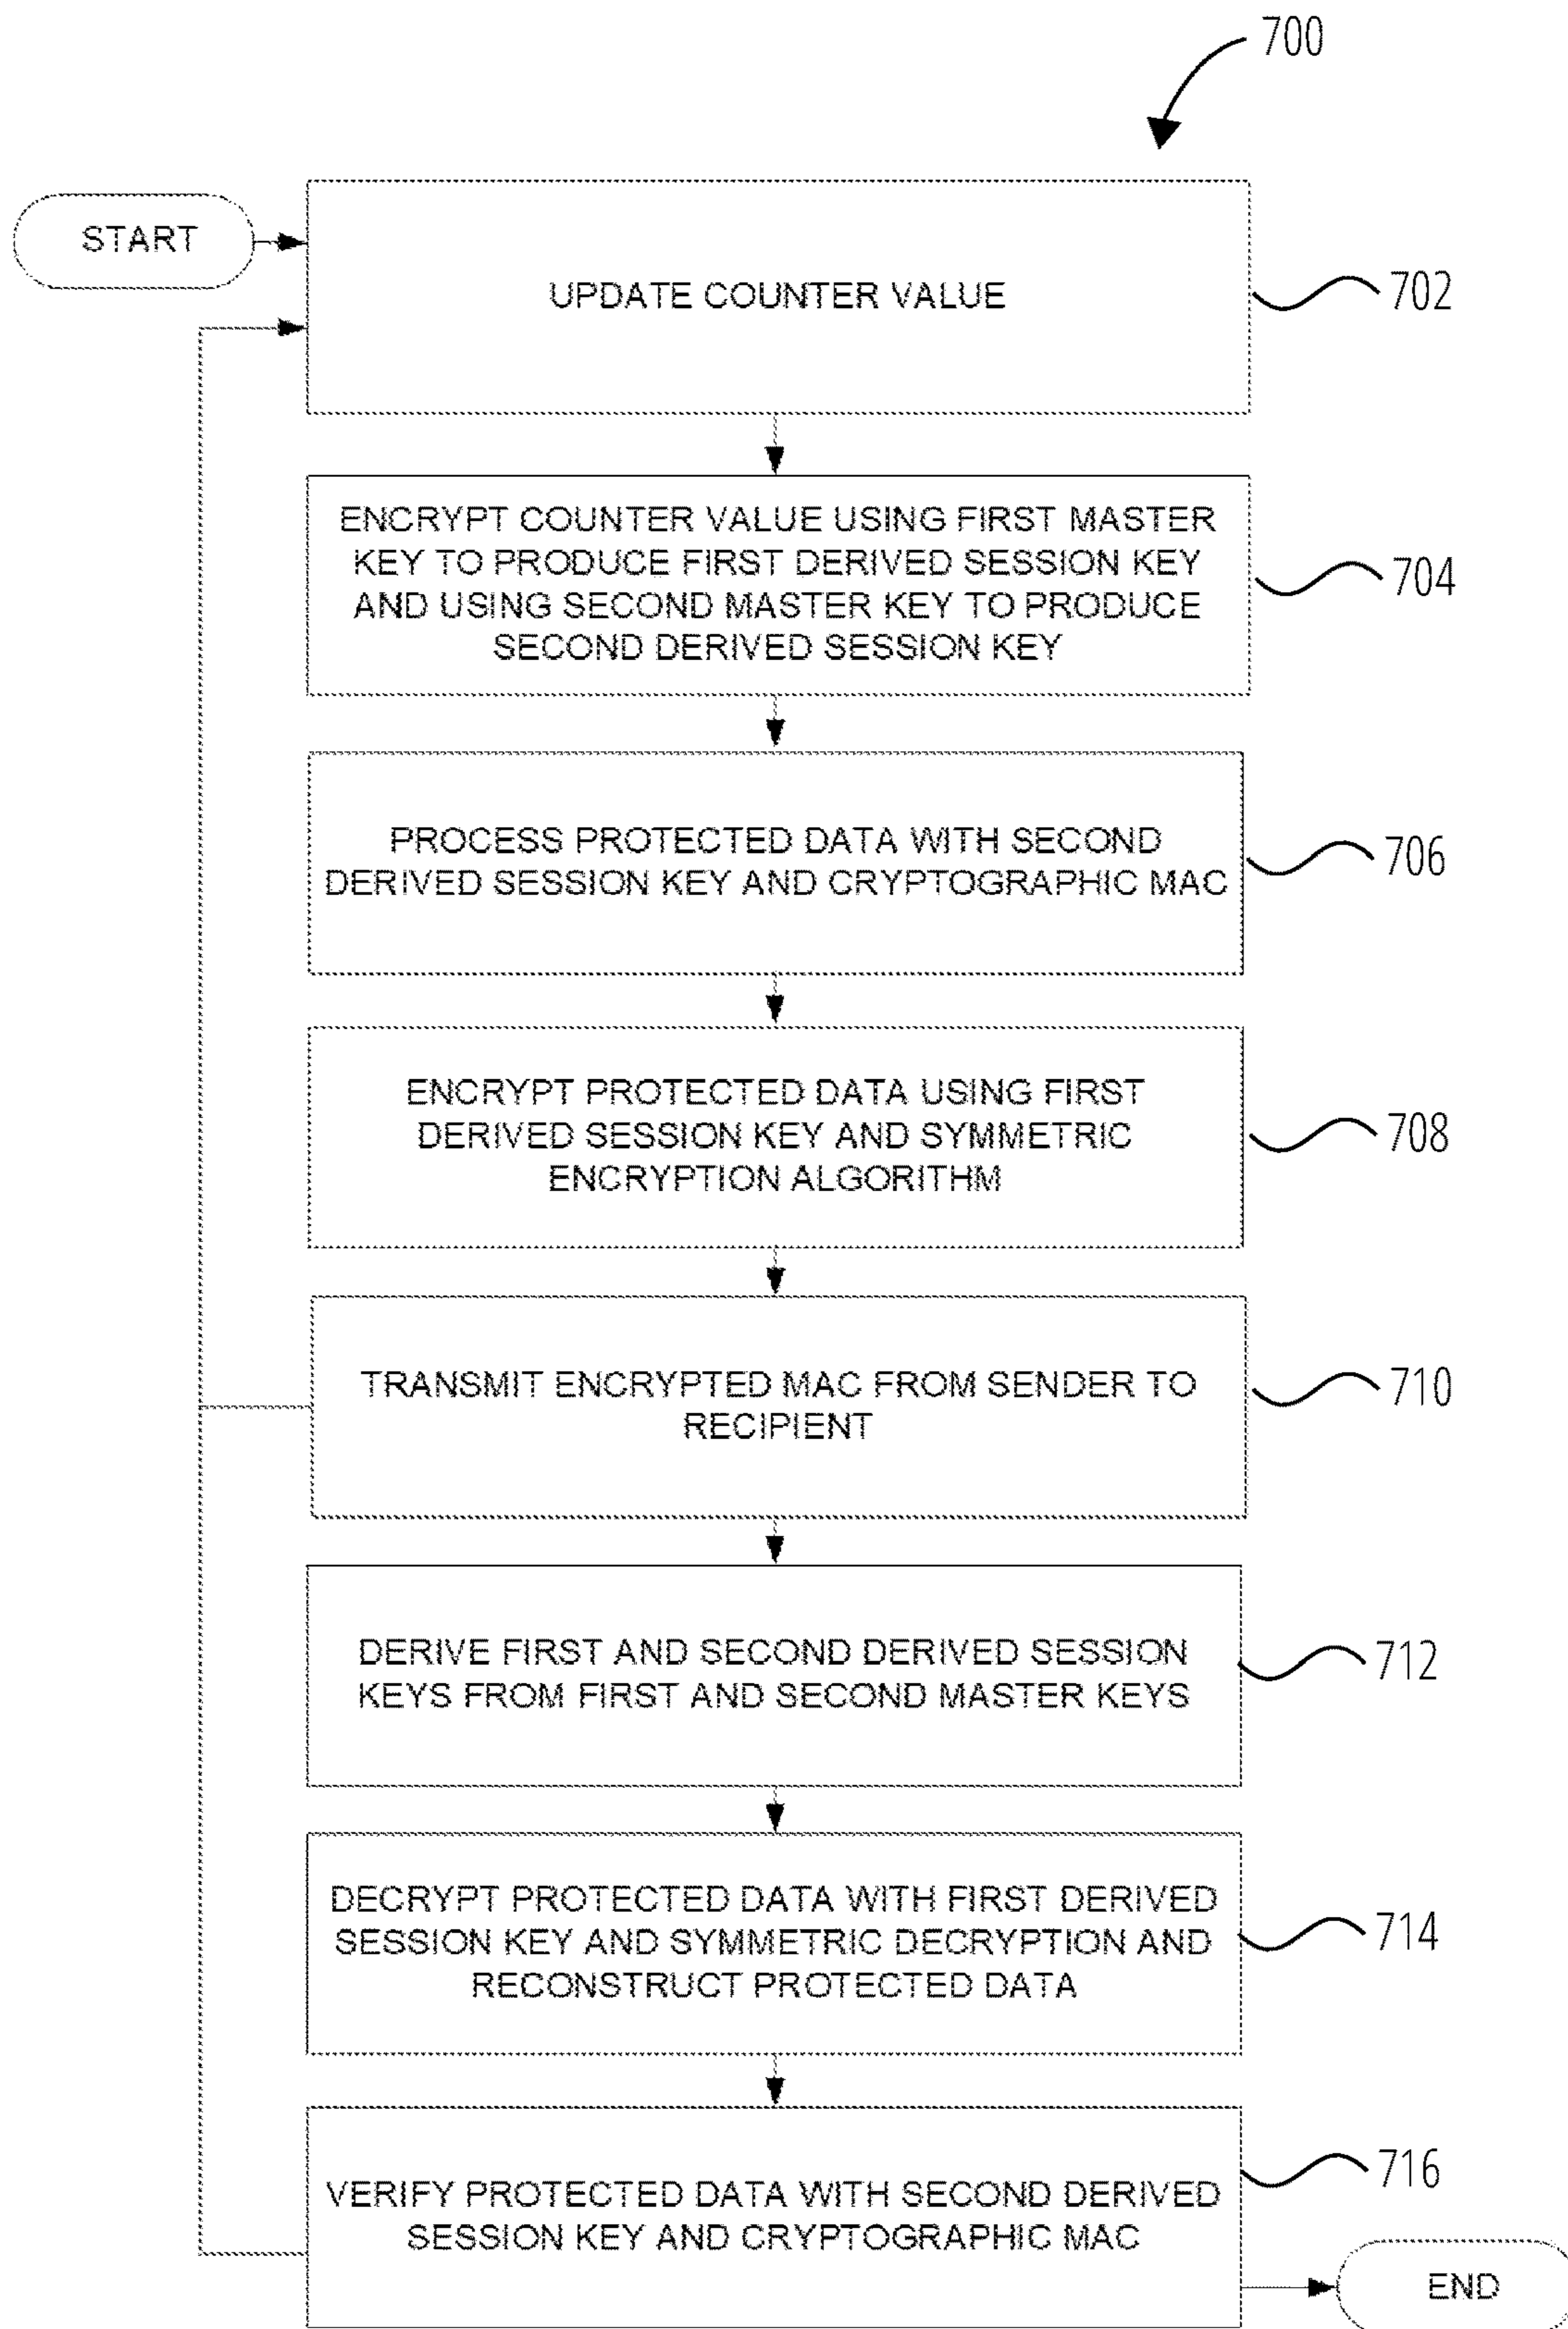 700
START
UPDATE COUNTER VALUE
702
ENCRYPT COUNTER VALUE USING FIRST MASTER
KEY TO PRODUCE FIRST DERIVED SESSION KEY
AND USING SECOND MASTER KEY TO PRODUCE
SECOND DERIVED SESSION KEY
704
PROCESS PROTECTED DATA WITH SECOND
DERIVED SESSION KEY AND CRYPTOGRAPHIC MAC
706
ENCRYPT PROTECTED DATA USING FIRST
DERIVED SESSION KEY AND SYMMETRIC
ENCRYPTION ALGORITHM
708
TRANSMIT ENCRYPTED MAC FROM SENDER TO
RECIPIENT
710
DERIVE FIRST AND SECOND DERIVED SESSION
KEYS FROM FIRST AND SECOND MASTER KEYS
712
DECRYPT PROTECTED DATA WITH FIRST DERIVED
SESSION KEY AND SYMMETRIC DECRYPTION AND
RECONSTRUCT PROTECTED DATA
714
VERIFY PROTECTED DATA WITH SECOND DERIVED
SESSION KEY AND CRYPTOGRAPHIC MAC
716
END